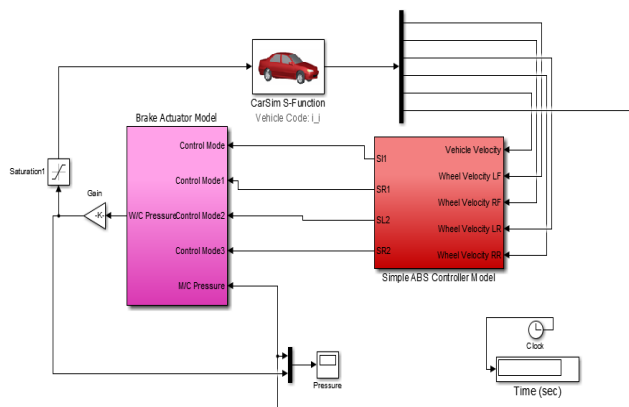 CarSim S-Function
Vehicle Code: i_i
Brake Actuator Model
Control Mode
Control Mode1
W/C Pressure
Control Mode2
Control Mode3
M/C Pressure
Saturation1
Gain
-K-
SI1
SR1
SL2
SR2
Vehicle Velocity
Wheel Velocity LF
Wheel Velocity RF
Wheel Velocity LR
Wheel Velocity RR
Simple ABS Controller Model
Pressure
Clock
Time (sec)